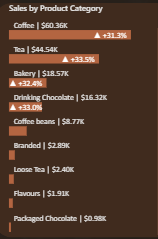 Sales by Product Category
Coffee | $60.36K
▲ +31.3%
Tea | $44.54K
▲ +33.5%
Bakery | $18.57K
▲ +32.4%
Drinking Chocolate | $16.32K
▲ +33.0%
Coffee beans | $8.77K
Branded | $2.89K
Loose Tea | $2.40K
Flavours | $1.91K
Packaged Chocolate | $0.98K